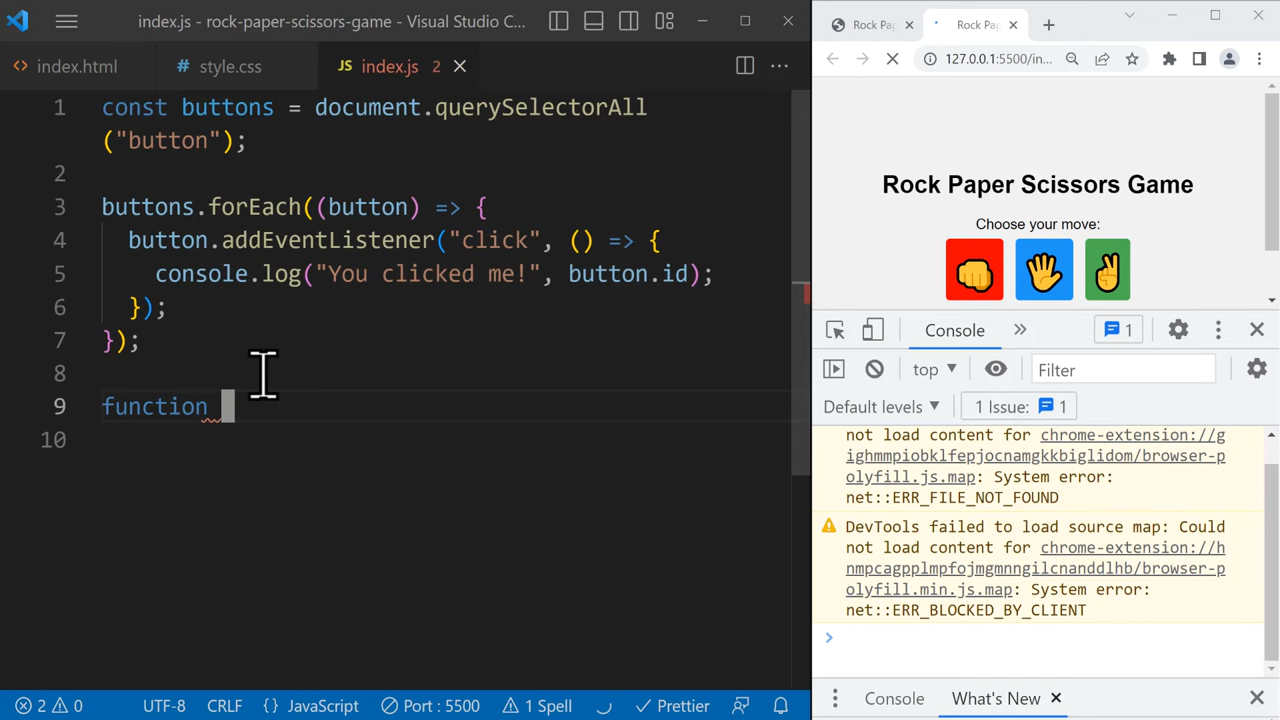 index.js - rock-paper-scissors-game - Visual Studio C...
index.html
style.css
JS index.js 2
1 const buttons = document.querySelectorAll
("button");
2
3 buttons.forEach((button) => {
4 button.addEventListener("click", () => {
5 console.log("You clicked me!", button.id);
6 });
7 });
8
9 function
10
2 0 UTF-8 CRLF {} JavaScript Port : 5500 1 Spell Prettier
Rock Pap
Rock Pap
127.0.0.1:5500/in...
Rock Paper Scissors Game
Choose your move:
Console
1
top
Filter
Default levels
1 Issue: 1
not load content for chrome-extension://g
ighmmpiobklfepjocnamgkkbiglidom/browser-p
olyfill.js.map: System error:
net::ERR_FILE_NOT_FOUND
DevTools failed to load source map: Could
not load content for chrome-extension://h
nmpcagpplmpfojmgmnngilcnanddlhb/browser-p
olyfill.min.js.map: System error:
net::ERR_BLOCKED_BY_CLIENT
Console What's New